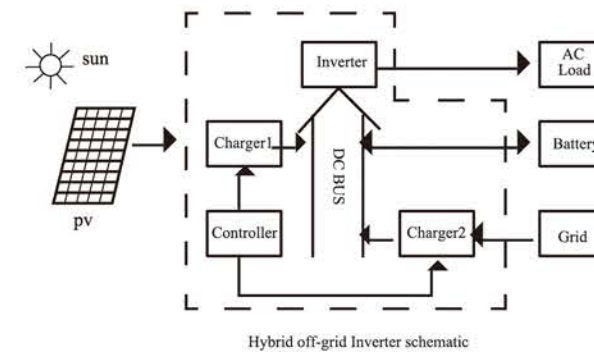 sun
pv
Inverter
AC
Load
Charger1
DC BUS
Battery
Controller
Charger2
Grid
Hybrid off-grid Inverter schematic